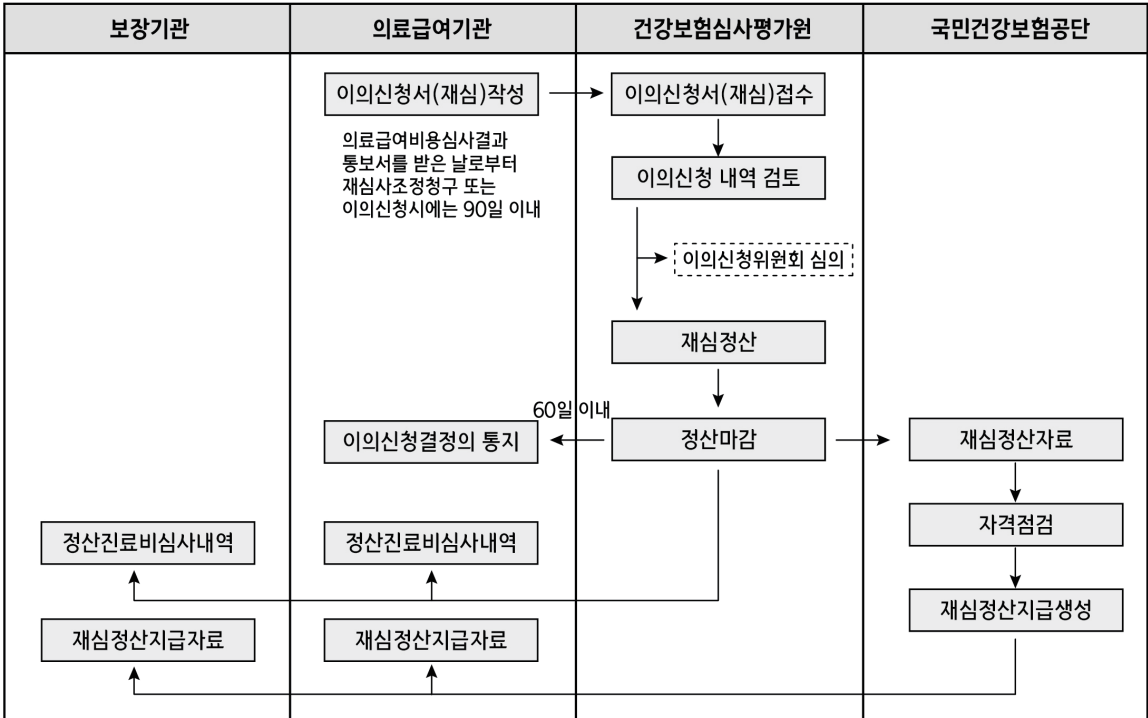 보장기관
의료급여기관
건강보험심사평가원
국민건강보험공단
이의신청서(재심)작성
이의신청서(재심)접수
의료급여비용심사결과
통보서를 받은 날로부터
재심사조정청구 또는
이의신청시에는 90일 이내
이의신청 내역 검토
이의신청위원회 심의
재심정산
60일 이내
이의신청결정의 통지
정산마감
재심정산자료
자격점검
정산진료비심사내역
정산진료비심사내역
재심정산지급생성
재심정산지급자료
재심정산지급자료